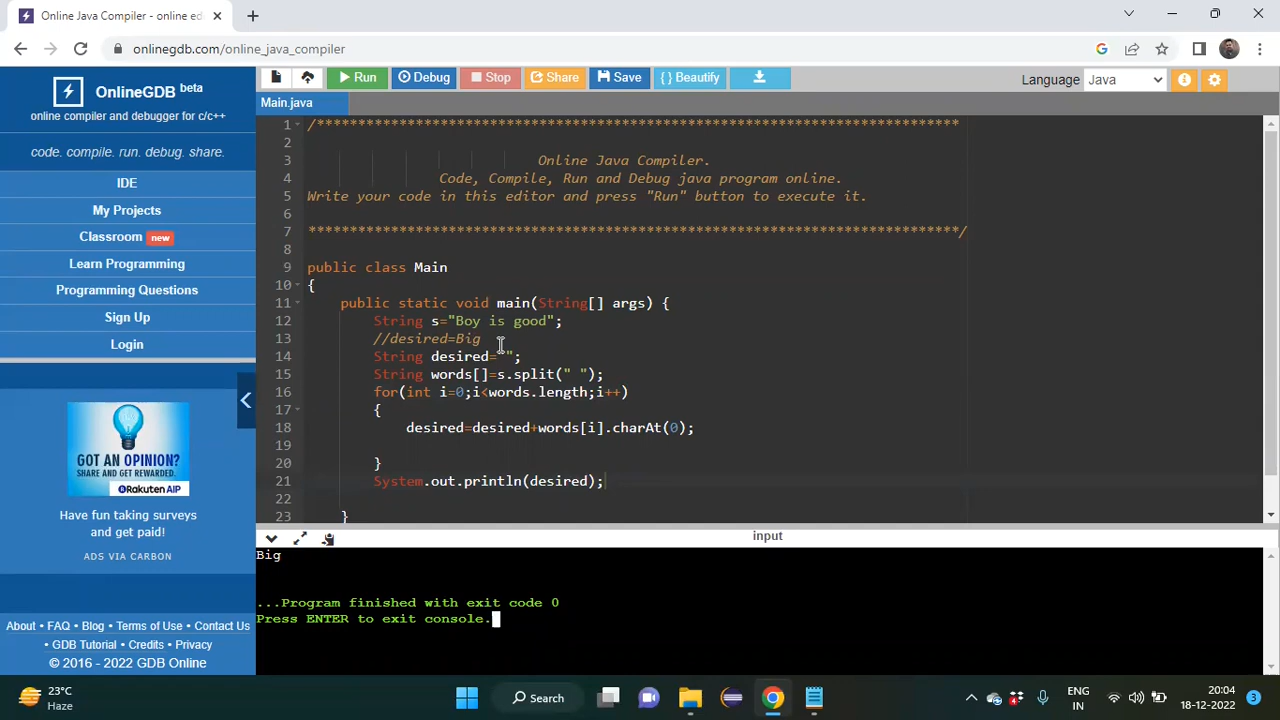 Online Java Compiler - online ed
onlinegdb.com/online_java_compiler
OnlineGDB beta
online compiler and debugger for c/c++
code. compile. run. debug. share.
IDE
My Projects
Classroom new
Learn Programming
Programming Questions
Sign Up
Login
GOT AN OPINION?
SHARE AND GET REWARDED.
Rakuten AIP
Have fun taking surveys
and get paid!
ADS VIA CARBON
About • FAQ • Blog • Terms of Use • Contact Us
• GDB Tutorial • Credits • Privacy
© 2016 - 2022 GDB Online
Run Debug Stop Share Save { } Beautify
Language Java
Main.java
1 /******************************************************************************
2
3 Online Java Compiler.
4 Code, Compile, Run and Debug java program online.
5 Write your code in this editor and press "Run" button to execute it.
6
7 *******************************************************************************/
8
9 public class Main
10 {
11 public static void main(String[] args) {
12 String s="Boy is good";
13 //desired=Big
14 String desired="";
15 String words[]=s.split(" ");
16 for(int i=0;i<words.length;i++)
17 {
18 desired=desired+words[i].charAt(0);
19
20 }
21 System.out.println(desired);
22
23 }
input
Big
...Program finished with exit code 0
Press ENTER to exit console.
23°C
Haze
Search
ENG
IN
20:04
18-12-2022
3